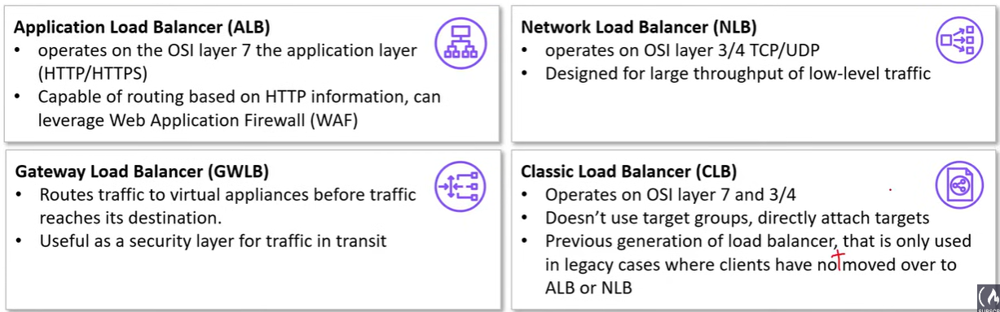 Application Load Balancer (ALB)
• operates on the OSI layer 7 the application layer
(HTTP/HTTPS)
• Capable of routing based on HTTP information, can
leverage Web Application Firewall (WAF)
Network Load Balancer (NLB)
• operates on OSI layer 3/4 TCP/UDP
• Designed for large throughput of low-level traffic
Gateway Load Balancer (GWLB)
• Routes traffic to virtual appliances before traffic
reaches its destination.
• Useful as a security layer for traffic in transit
Classic Load Balancer (CLB)
• Operates on OSI layer 7 and 3/4
• Doesn't use target groups, directly attach targets
• Previous generation of load balancer, that is only used
in legacy cases where clients have not moved over to
ALB or NLB